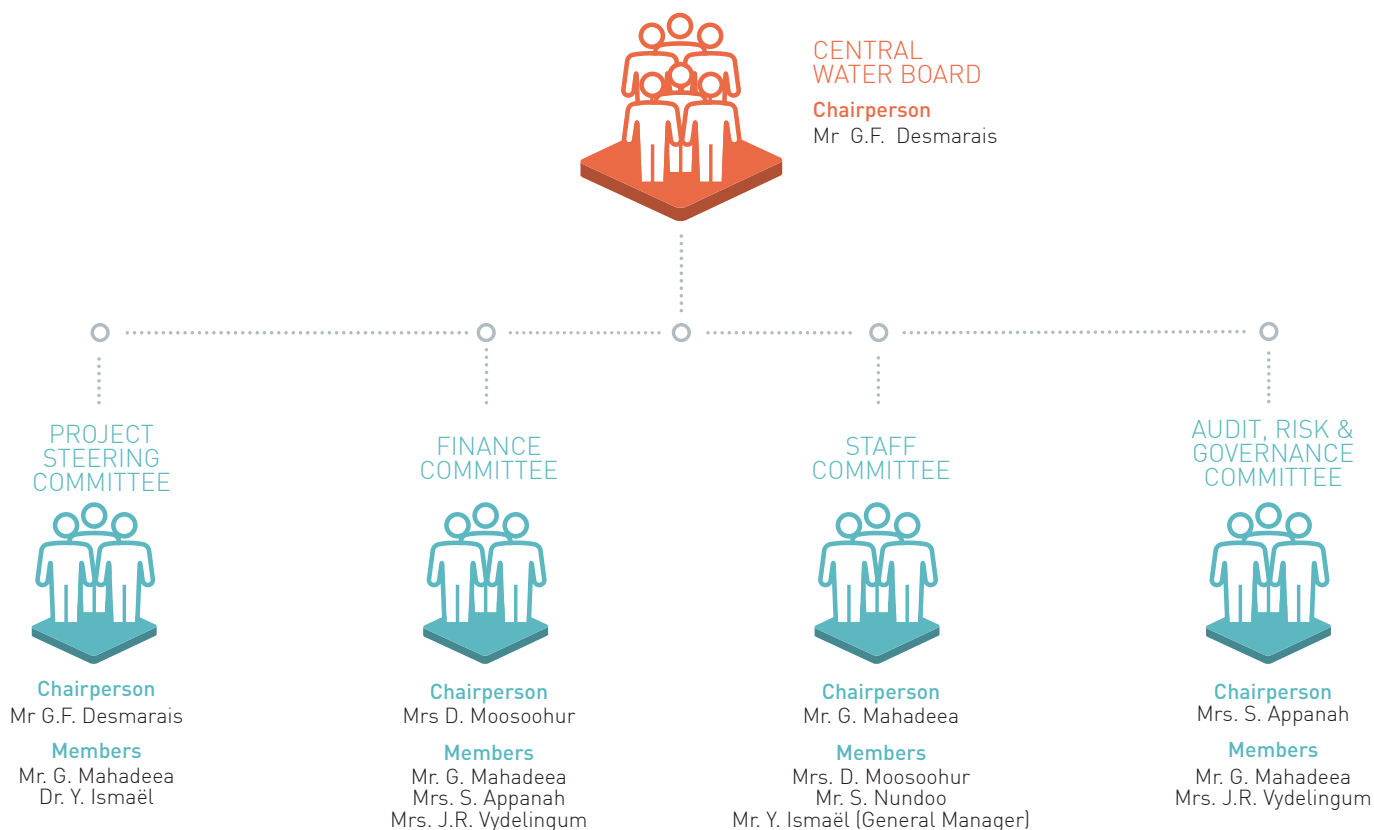 CENTRAL
WATER BOARD
Chairperson
Mr G.F. Desmarais
PROJECT
STEERING
COMMITTEE
Chairperson
Mr G.F. Desmarais
Members
Mr. G. Mahadeea
Dr. Y. Ismaël
FINANCE
COMMITTEE
Chairperson
Mrs D. Moosoohur
Members
Mr. G. Mahadeea
Mrs. S. Appanah
Mrs. J.R. Vydelingum
STAFF
COMMITTEE
Chairperson
Mr. G. Mahadeea
Members
Mrs. D. Moosoohur
Mr. S. Nundoo
Mr. Y. Ismaël (General Manager)
AUDIT, RISK &
GOVERNANCE
COMMITTEE
Chairperson
Mrs. S. Appanah
Members
Mr. G. Mahadeea
Mrs. J.R. Vydelingum